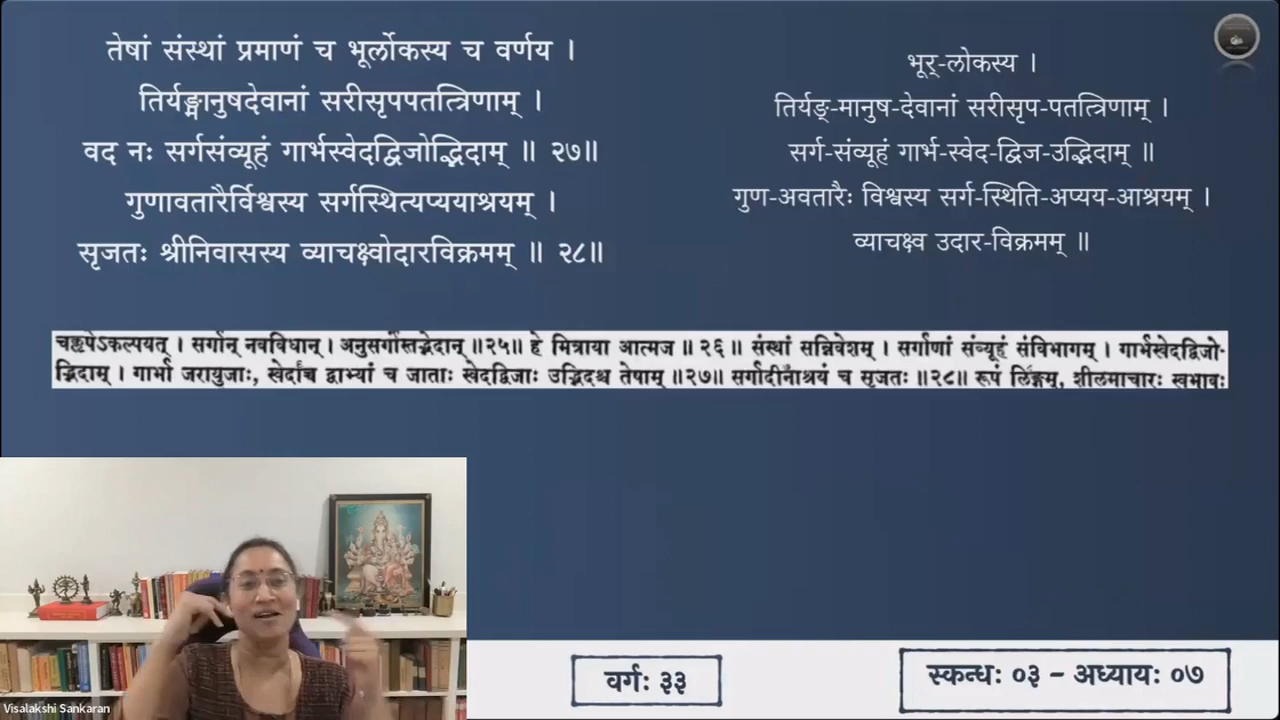 तेषां संस्थां प्रमाणं च भूर्लोकस्य च वर्णय ।
तिर्यङ्मानुषदेवानां सरीसृपपतत्त्रिणाम् ।
वद नः सर्गसंव्यूहं गार्भस्वेदद्विजोद्भिदाम् ॥ २७॥
गुणावतारैर्विश्वस्य सर्गस्थित्यप्ययाश्रयम् ।
सृजतः श्रीनिवासस्य व्याचक्ष्वोदारविक्रमम् ॥ २८॥
भूर्-लोकस्य ।
तिर्यङ्-मानुष-देवानां सरीसृप-पतत्त्रिणाम् ।
सर्ग-संव्यूहं गार्भ-स्वेद-द्विज-उद्भिदाम् ॥
गुण-अवतारैः विश्वस्य सर्ग-स्थिति-अप्यय-आश्रयम् ।
व्याचक्ष्व उदार-विक्रमम् ॥
चक्लृपेऽकल्पयत् । सर्गान् नवविधान् । अनुसर्गांस्तद्भेदान् ॥२५॥ हे मित्राया आत्मज ॥ २६ ॥ संस्थां सन्निवेशम् । सर्गाणां संव्यूहं संविभागम् । गार्भस्वेदद्विजो-
द्भिदाम् । गार्भा जरायुजाः, स्वेदाच्च द्वाभ्यां च जाताः स्वेदद्विजाः उद्भिदश्च तेषाम् ॥२७॥ सर्गादीनाश्रयं च सृजतः ॥२८॥ रूपं लिङ्गम्, शीलमाचारः स्वभावः
Visalakshi Sankaran
वर्गः ३३
स्कन्धः ०३ – अध्यायः ०७